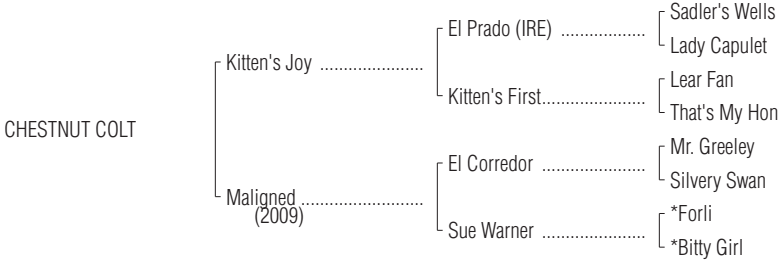 Sadler's Wells
El Prado (IRE) ...................
Lady Capulet
Kitten's Joy .......................
Lear Fan
Kitten's First.......................
That's My Hon
CHESTNUT COLT
Mr. Greeley
El Corredor .......................
Silvery Swan
Maligned ...........................
(2009)
*Forli
Sue Warner .......................
*Bitty Girl